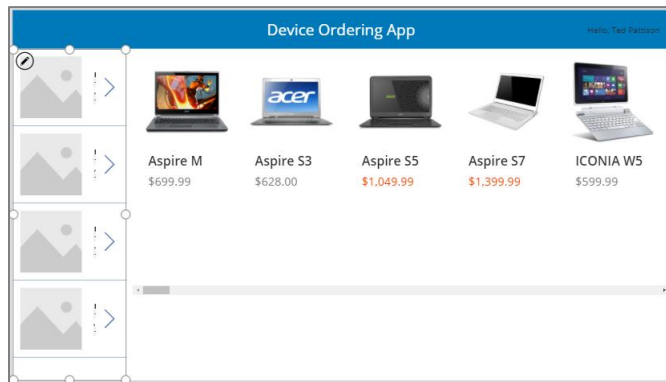 Device Ordering App
Hello, Ted Pattison
acer
Aspire M
Aspire S3
Aspire S5
Aspire S7
ICONIA W5
$699.99
$628.00
$1,049.99
$1,399.99
$599.99